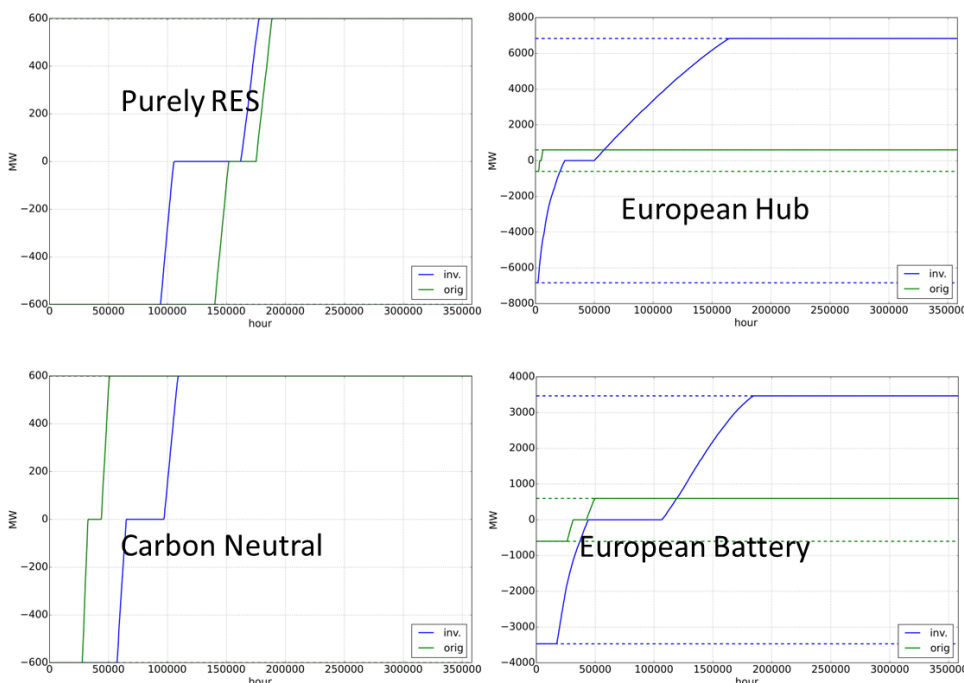 600
400
200
0
−200
−400
−600
MW
Purely RES
inv.
orig
0 50000 100000 150000 200000 250000 300000 350000
hour
8000
6000
4000
2000
0
−2000
−4000
−6000
−8000
MW
European Hub
inv.
orig
0 50000 100000 150000 200000 250000 300000 350000
hour
600
400
200
0
−200
−400
−600
MW
Carbon Neutral
inv.
orig
0 50000 100000 150000 200000 250000 300000 350000
hour
4000
3000
2000
1000
0
−1000
−2000
−3000
−4000
MW
European Battery
inv.
orig
0 50000 100000 150000 200000 250000 300000 350000
hour